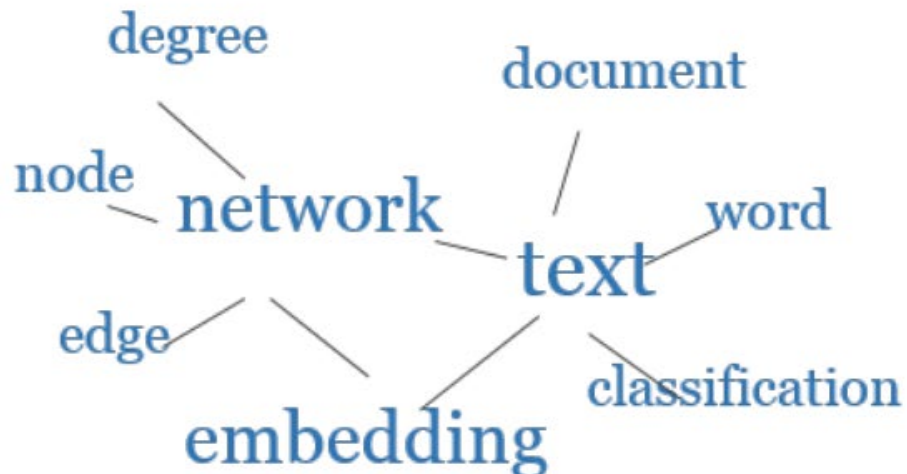 degree
document
node
network
word
text
edge
classification
embedding